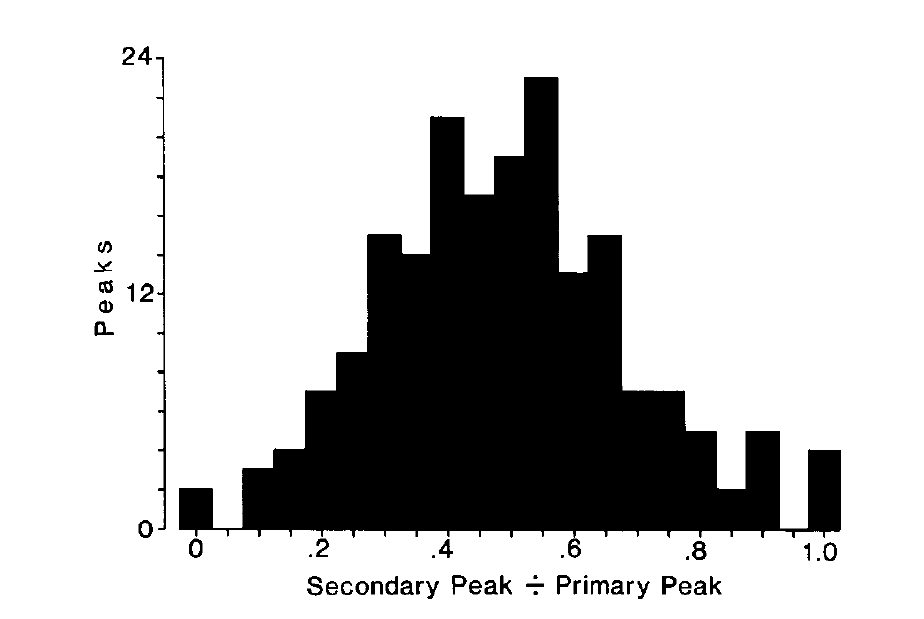 24
Peaks
12
0
0 .2 .4 .6 .8 1.0
Secondary Peak ÷ Primary Peak